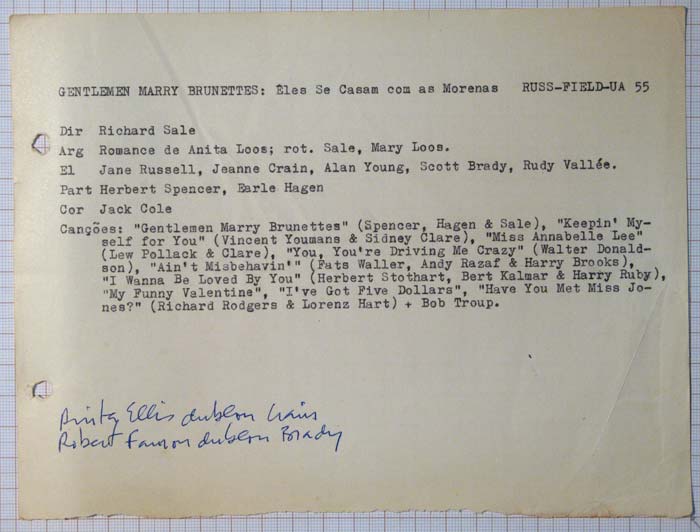 GENTLEMEN MARRY BRUNETTES: Êles Se Casam com as Morenas RUSS-FIELD-UA 55
Dir Richard Sale
Arg Romance de Anita Loos; rot. Sale, Mary Loos.
El Jane Russell, Jeanne Crain, Alan Young, Scott Brady, Rudy Vallée.
Part Herbert Spencer, Earle Hagen
Cor Jack Cole
Canções: "Gentlemen Marry Brunettes" (Spencer, Hagen & Sale), "Keepin' My-
self for You" (Vincent Youmans & Sidney Clare), "Miss Annabelle Lee"
(Lew Pollack & Clare), "You, You're Driving Me Crazy" (Walter Donald-
son), "Ain't Misbehavin'" (Fats Waller, Andy Razaf & Harry Brooks),
"I Wanna Be Loved By You" (Herbert Stothart, Bert Kalmar & Harry Ruby),
"My Funny Valentine", "I've Got Five Dollars", "Have You Met Miss Jo-
nes?" (Richard Rodgers & Lorenz Hart) + Bob Troup.
Anita Ellis dublou Crain
Robert Farnon dublou Brady